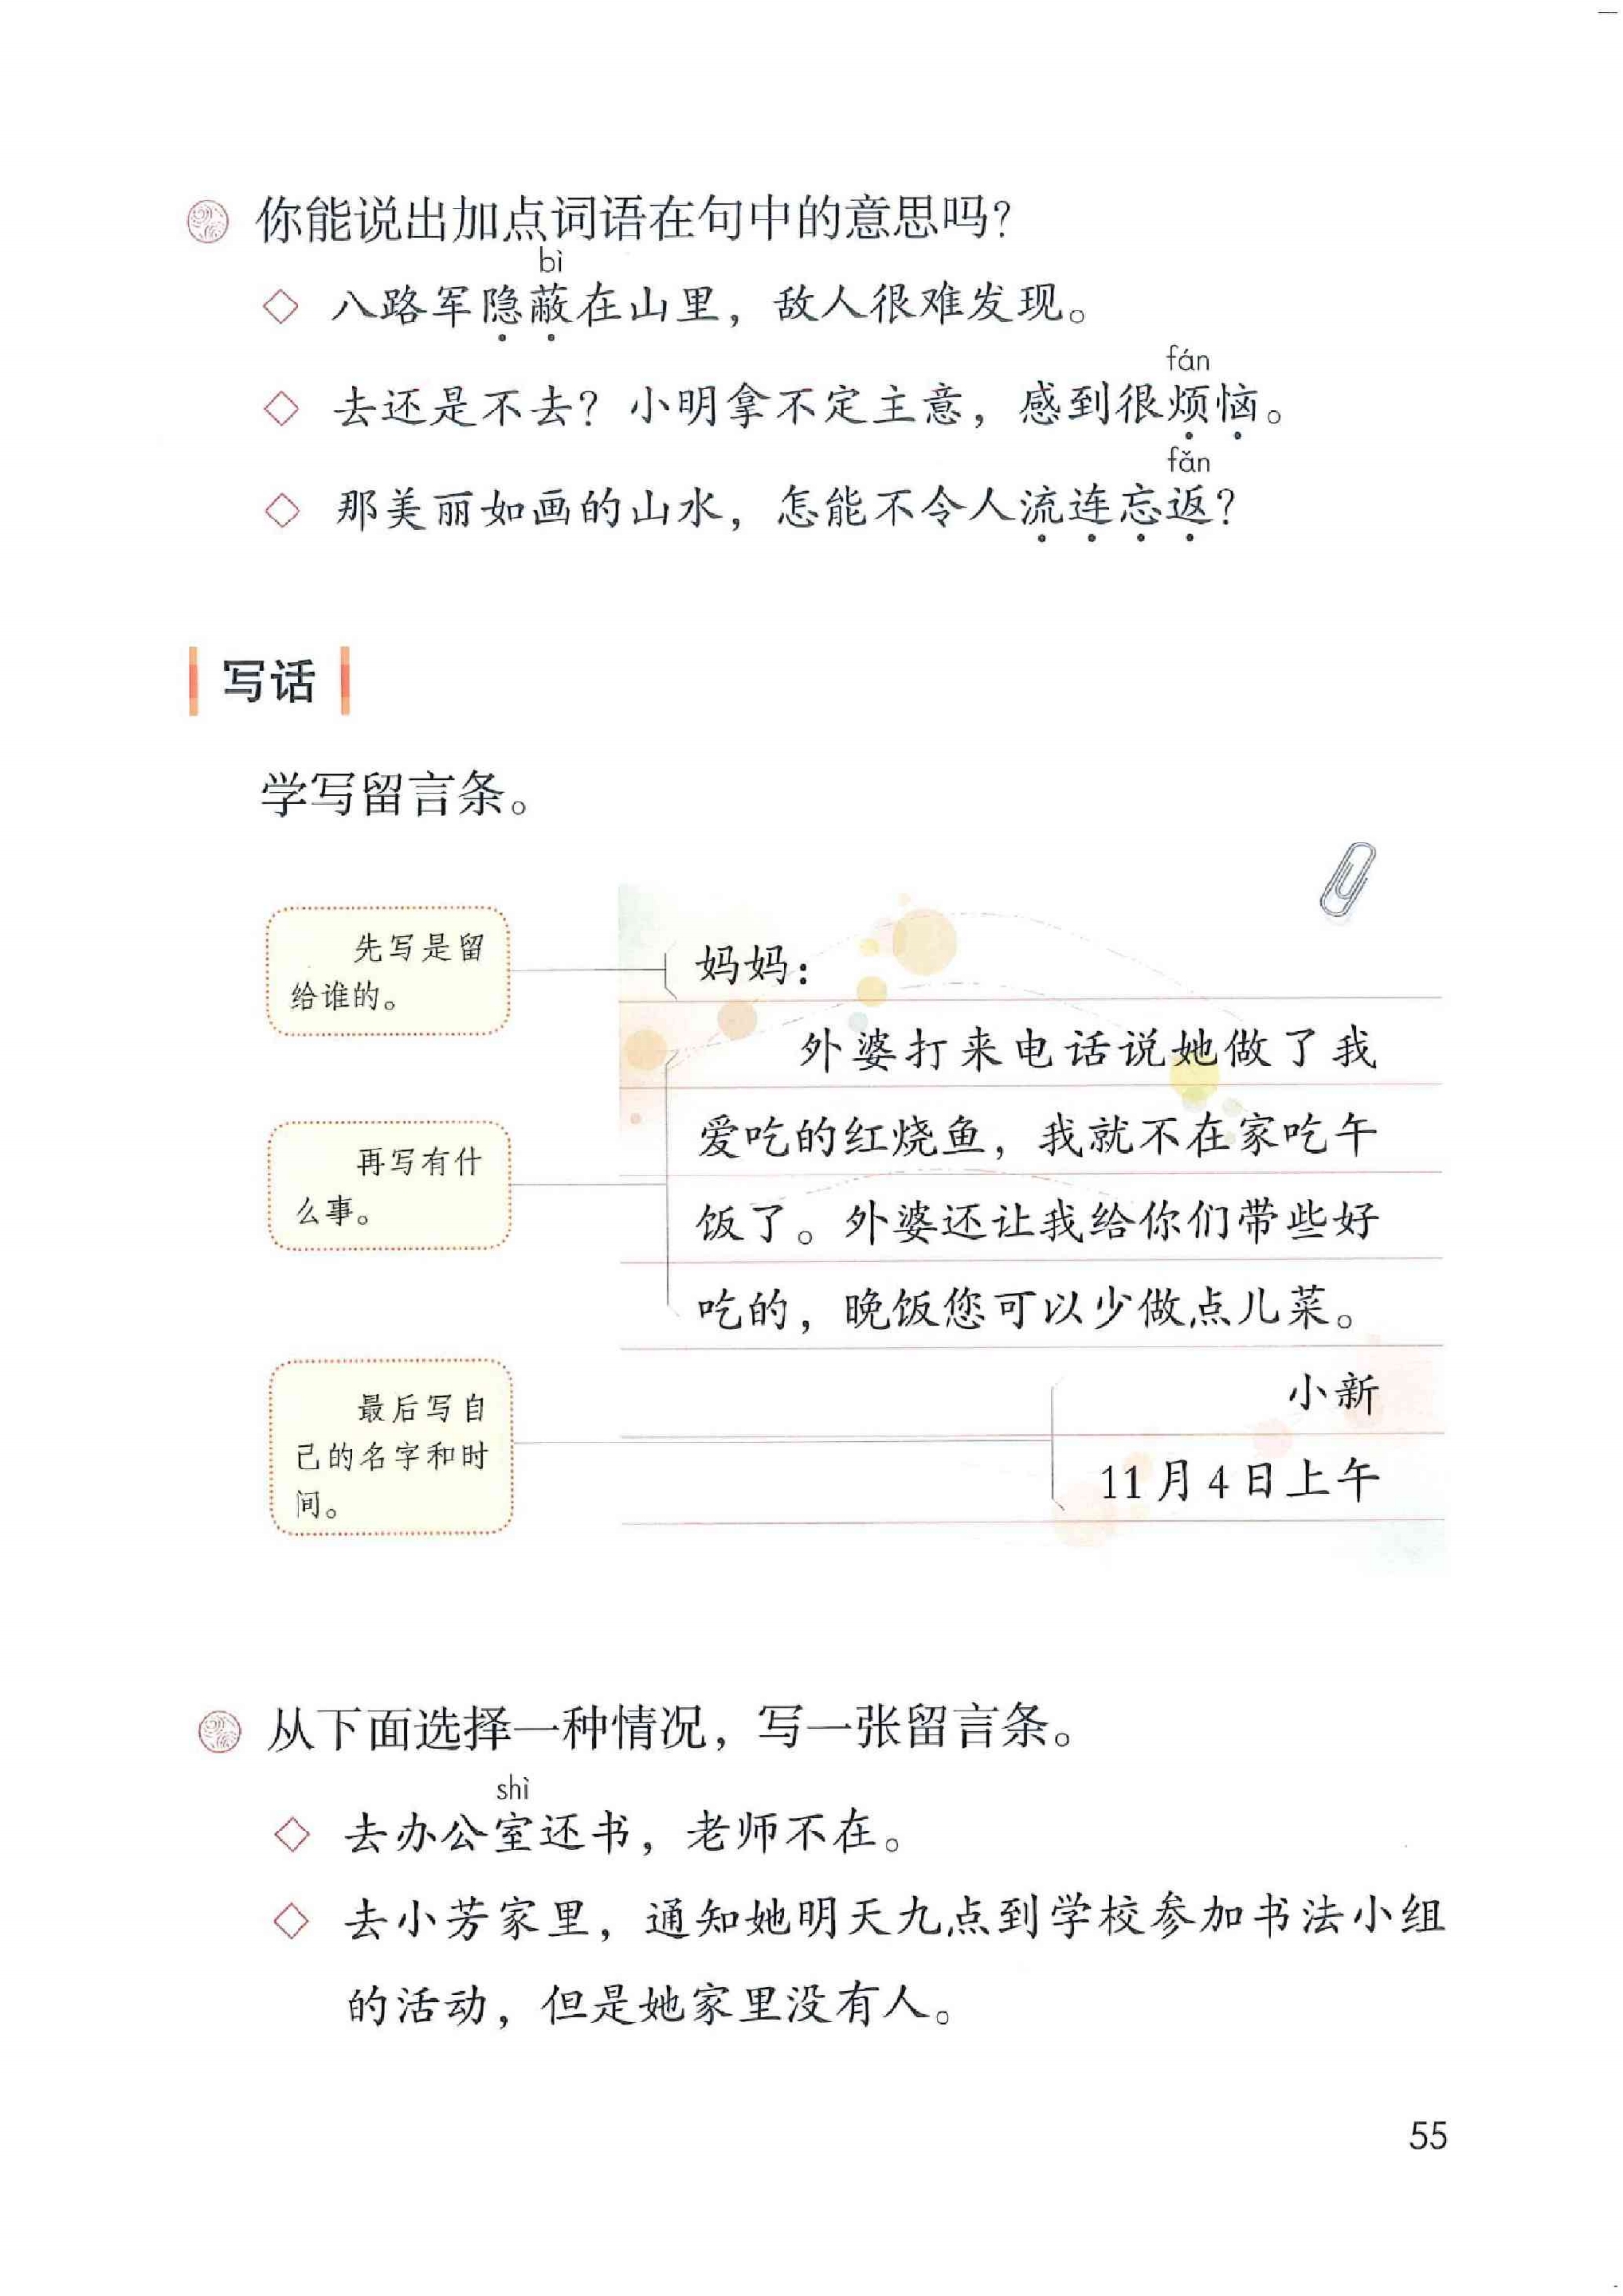 你能说出加点词语在句中的意思吗？
bì
八路军隐蔽在山里，敌人很难发现。
fán
去还是不去？小明拿不定主意，感到很烦恼。
fǎn
那美丽如画的山水，怎能不令人流连忘返？
写话
学写留言条。
先写是留
给谁的。
妈妈：
外婆打来电话说她做了我
爱吃的红烧鱼，我就不在家吃午
饭了。外婆还让我给你们带些好
吃的，晚饭您可以少做点儿菜。
再写有什
么事。
小新
11月4日上午
最后写自
己的名字和时
间。
从下面选择一种情况，写一张留言条。
shì
去办公室还书，老师不在。
去小芳家里，通知她明天九点到学校参加书法小组
的活动，但是她家里没有人。
55